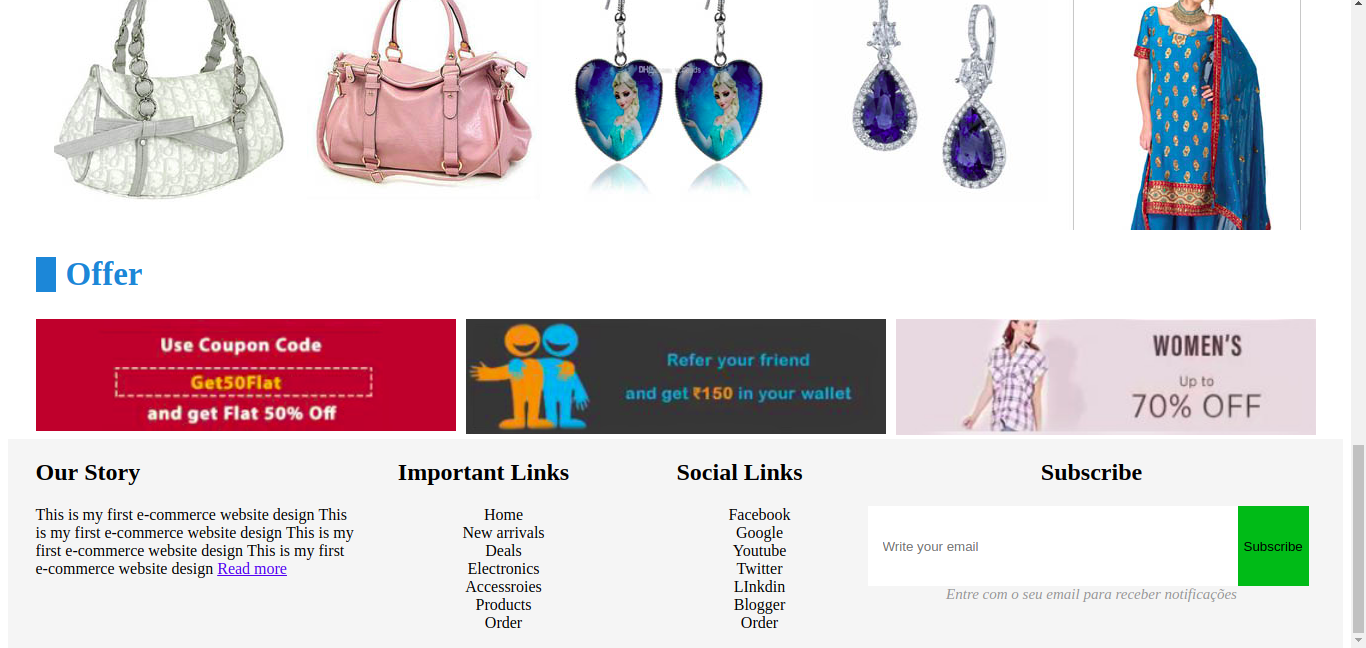 Offer
Use Coupon Code
Get50Flat
and get Flat 50% Off
Refer your friend
and get ₹150 in your wallet
WOMEN'S
Up to
70% OFF
Our Story
This is my first e-commerce website design This
is my first e-commerce website design This is my
first e-commerce website design This is my first
e-commerce website design Read more
Important Links
Home
New arrivals
Deals
Electronics
Accessroies
Products
Order
Social Links
Facebook
Google
Youtube
Twitter
LInkdin
Blogger
Order
Subscribe
Write your email
Subscribe
Entre com o seu email para receber notificações